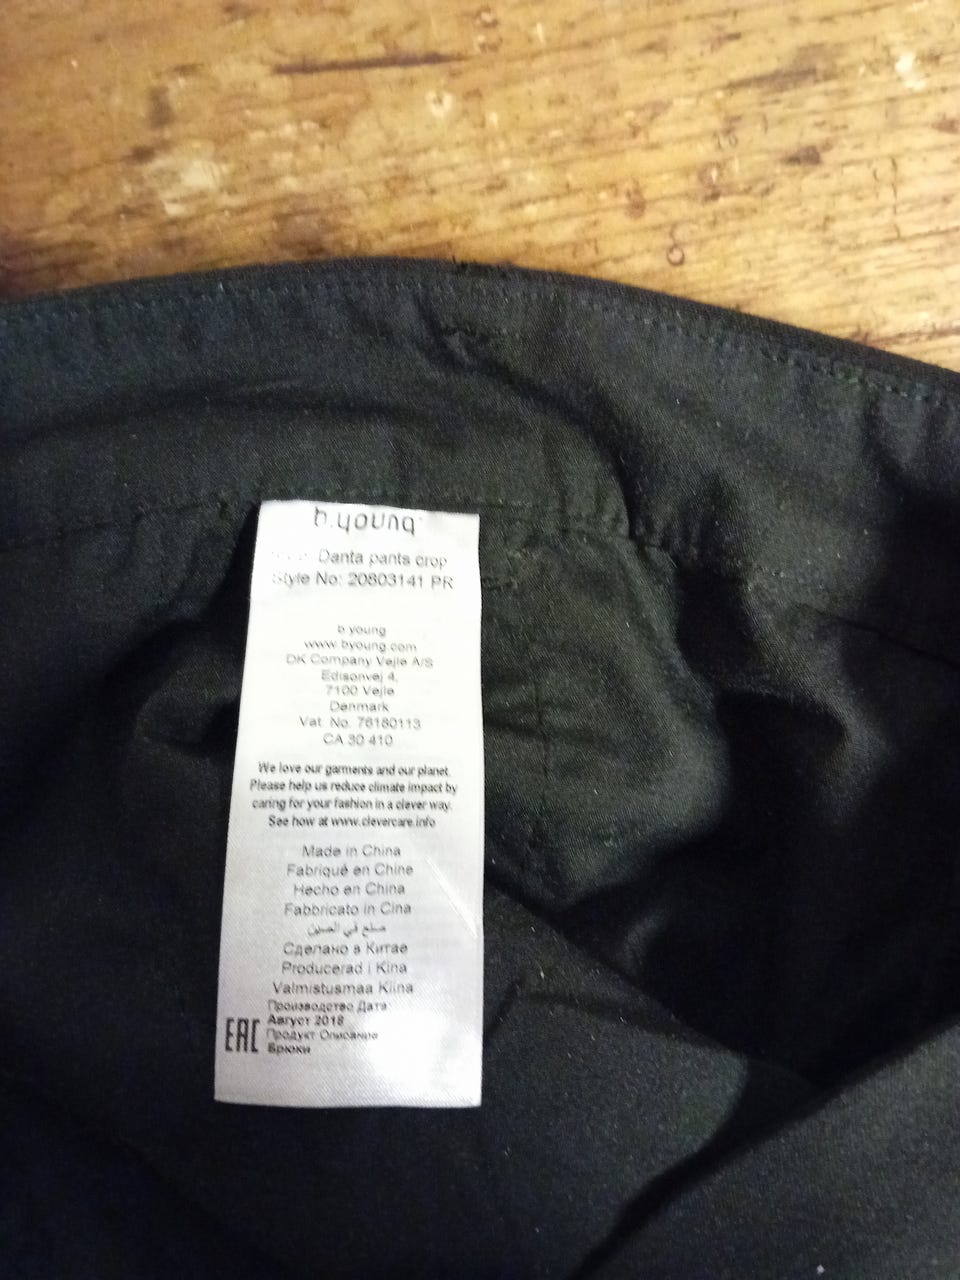 b.young
Danta pants crop
Style No: 20803141 PR
b.young
www.byoung.com
DK Company Vejle A/S
Edisonvej 4,
7100 Vejle
Denmark
Vat. No. 76180113
CA 30 410
We love our garments and our planet.
Please help us reduce climate impact by
caring for your fashion in a clever way.
See how at www.clevercare.info
Made in China
Fabriqué en Chine
Hecho en China
Fabbricato in Cina
صنع في الصين
Сделано в Китае
Producerad i Kina
Valmistusmaa Kiina
Производство Дата:
Август 2018
Продукт Описание
Брюки
EAC